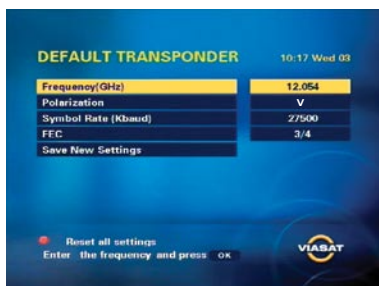 DEFAULT TRANSPONDER 10:17 Wed 03
Frequency(GHz) 12.054
Polarization V
Symbol Rate (Kbaud) 27500
FEC 3/4
Save New Settings
Reset all settings
Enter the frequency and press OK
VIASAT